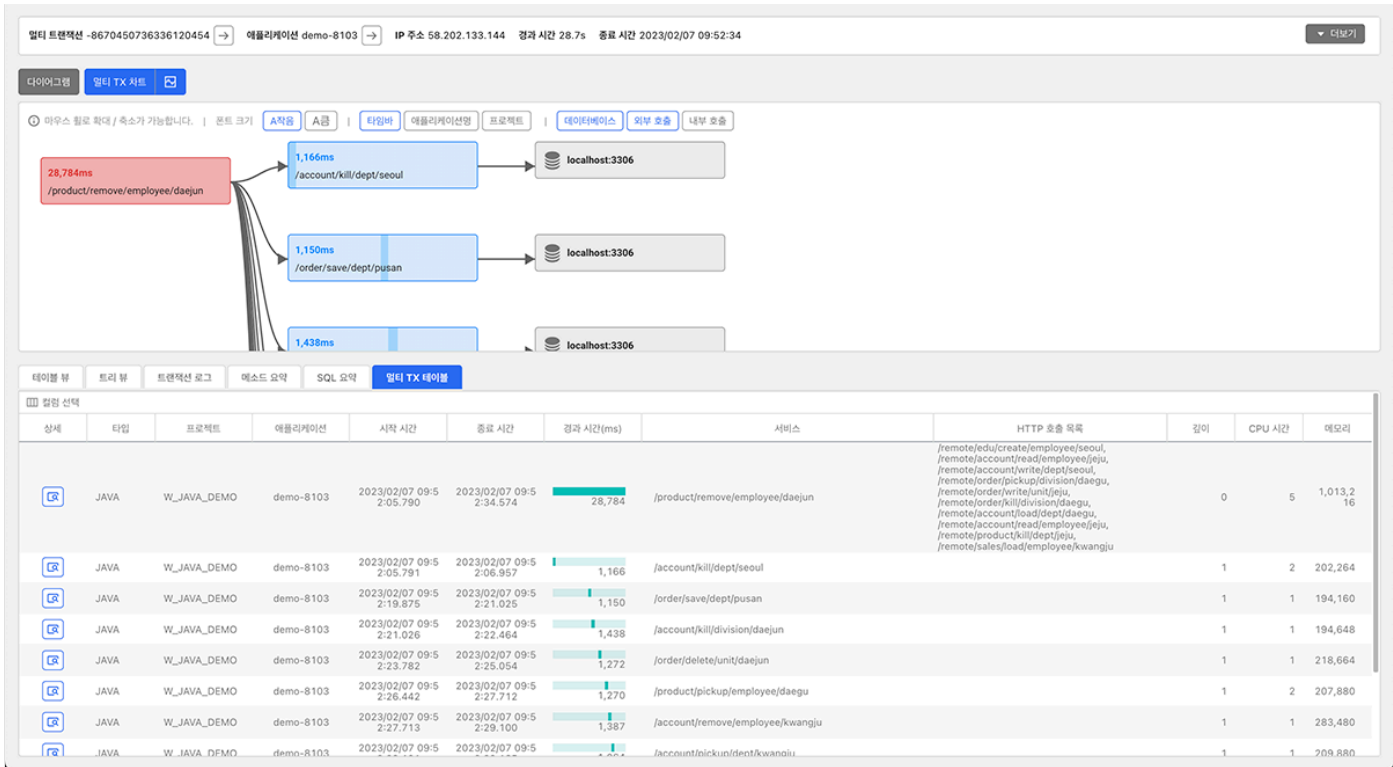 멀티 트랜잭션 -8670450736336120454 애플리케이션 demo-8103 IP 주소 58.202.133.144 경과 시간 28.7s 종료 시간 2023/02/07 09:52:34 더보기
다이어그램 멀티 TX 차트
마우스 휠로 확대 / 축소가 가능합니다. | 폰트 크기 A작음 A큼 | 타임바 애플리케이션명 프로젝트 | 데이터베이스 외부 호출 내부 호출
28,784ms
/product/remove/employee/daejun
1,166ms
/account/kill/dept/seoul
localhost:3306
1,150ms
/order/save/dept/pusan
localhost:3306
1,438ms
localhost:3306
테이블 뷰 트리 뷰 트랜잭션 로그 메소드 요약 SQL 요약 멀티 TX 테이블
컬럼 선택
상세 타입 프로젝트 애플리케이션 시작 시간 종료 시간 경과 시간(ms) 서비스 HTTP 호출 목록 깊이 CPU 시간 메모리
/remote/edu/create/employee/seoul,
/remote/account/read/employee/jeju,
/remote/account/write/dept/seoul,
/remote/order/pickup/division/daegu,
JAVA W_JAVA_DEMO demo-8103 2023/02/07 09:5 2023/02/07 09:5 28,784 /product/remove/employee/daejun /remote/order/write/unit/jeju, 0 5 1,013,2
2:05.790 2:34.574 /remote/order/kill/division/daegu, 16
/remote/account/load/dept/daegu,
/remote/account/read/employee/jeju,
/remote/product/kill/dept/jeju,
/remote/sales/load/employee/kwangju
JAVA W_JAVA_DEMO demo-8103 2023/02/07 09:5 2023/02/07 09:5 1,166 /account/kill/dept/seoul 1 2 202,264
2:05.791 2:06.957
JAVA W_JAVA_DEMO demo-8103 2023/02/07 09:5 2023/02/07 09:5 1,150 /order/save/dept/pusan 1 1 194,160
2:19.875 2:21.025
JAVA W_JAVA_DEMO demo-8103 2023/02/07 09:5 2023/02/07 09:5 1,438 /account/kill/division/daejun 1 1 194,648
2:21.026 2:22.464
JAVA W_JAVA_DEMO demo-8103 2023/02/07 09:5 2023/02/07 09:5 1,272 /order/delete/unit/daejun 1 1 218,664
2:23.782 2:25.054
JAVA W_JAVA_DEMO demo-8103 2023/02/07 09:5 2023/02/07 09:5 1,270 /product/pickup/employee/daegu 1 2 207,880
2:26.442 2:27.712
JAVA W_JAVA_DEMO demo-8103 2023/02/07 09:5 2023/02/07 09:5 1,387 /account/remove/employee/kwangju 1 1 283,480
2:27.713 2:29.100
JAVA W_JAVA_DEMO demo-8103 2023/02/07 09:5 2023/02/07 09:5 /account/pickup/dept/kwangju 1 1 209,880